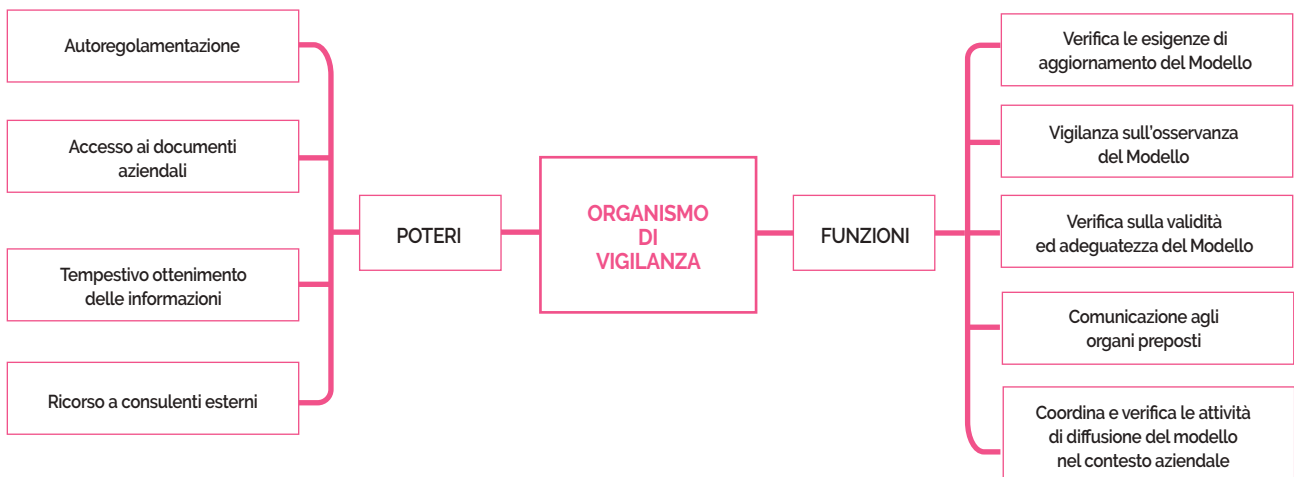 Autoregolamentazione
Accesso ai documenti
aziendali
Tempestivo ottenimento
delle informazioni
Ricorso a consulenti esterni
POTERI
ORGANISMO
DI
VIGILANZA
FUNZIONI
Verifica le esigenze di
aggiornamento del Modello
Vigilanza sull'osservanza
del Modello
Verifica sulla validità
ed adeguatezza del Modello
Comunicazione agli
organi preposti
Coordina e verifica le attività
di diffusione del modello
nel contesto aziendale